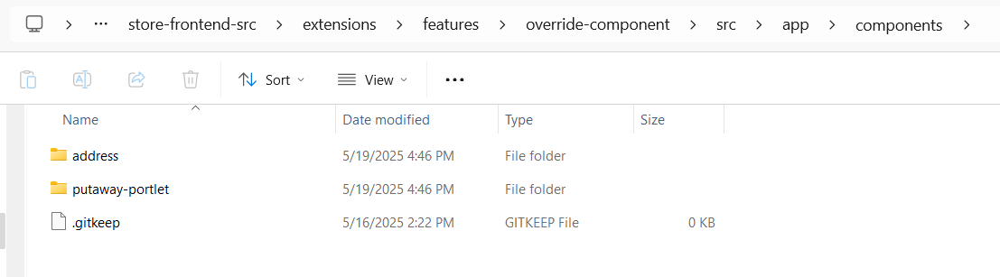 ··· store-frontend-src > extensions > features > override-component > src > app > components >
Sort View ···
Name Date modified Type Size
address 5/19/2025 4:46 PM File folder
putaway-portlet 5/19/2025 4:46 PM File folder
.gitkeep 5/16/2025 2:22 PM GITKEEP File 0 KB